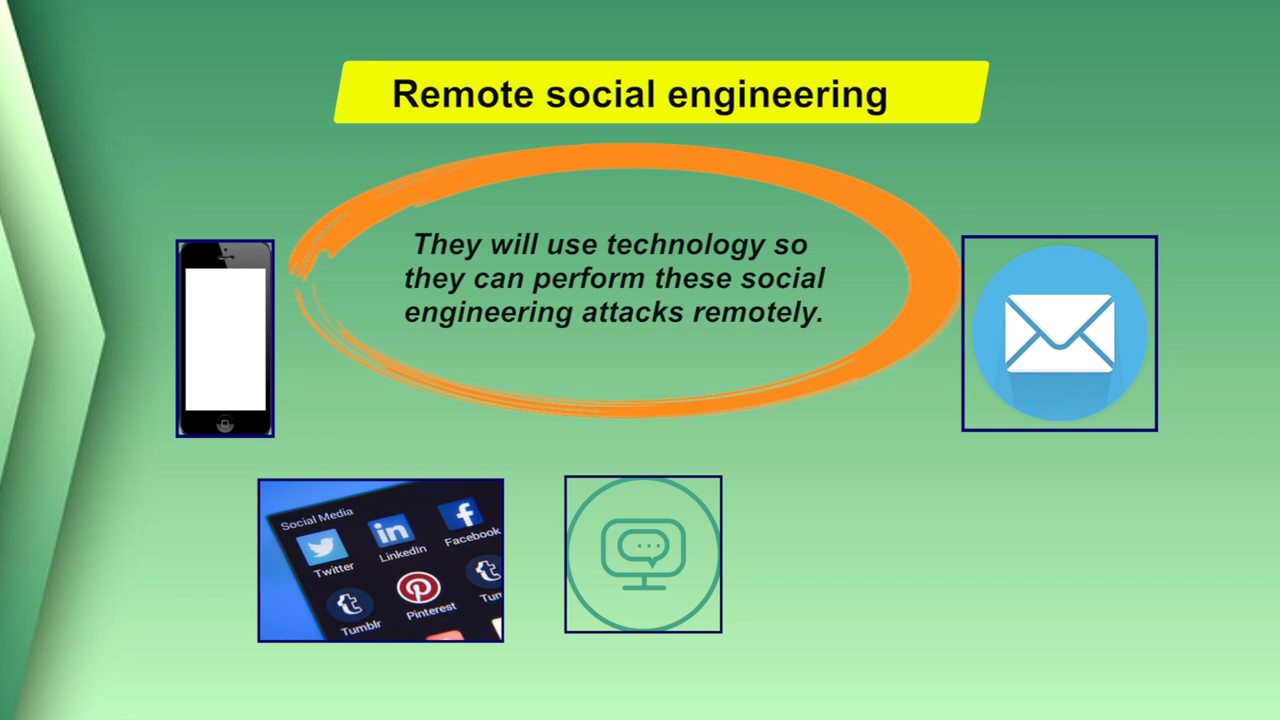 Remote social engineering
They will use technology so
they can perform these social
engineering attacks remotely.
Social Media
Twitter
LinkedIn
Facebook
Tumblr
Pinterest